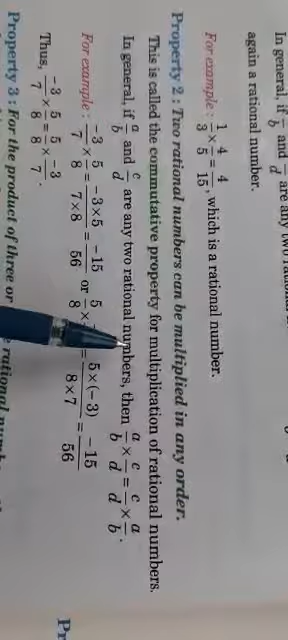 In general, if a/b and c/d are any two rational
again a rational number.
For example : 1/3 × 4/5 = 4/15, which is a rational number.
Property 2 : Two rational numbers can be multiplied in any order.
This is called the commutative property for multiplication of rational numbers.
In general, if a/b and c/d are any two rational numbers, then a/b × c/d = c/d × a/b.
For example : -3/7 × 5/8 = -3×5/7×8 = -15/56 or 5/8 × = 5×(-3)/8×7 = -15/56
Thus, -3/7 × 5/8 = 5/8 × -3/7.
Property 3 : For the product of three or rational
Pr